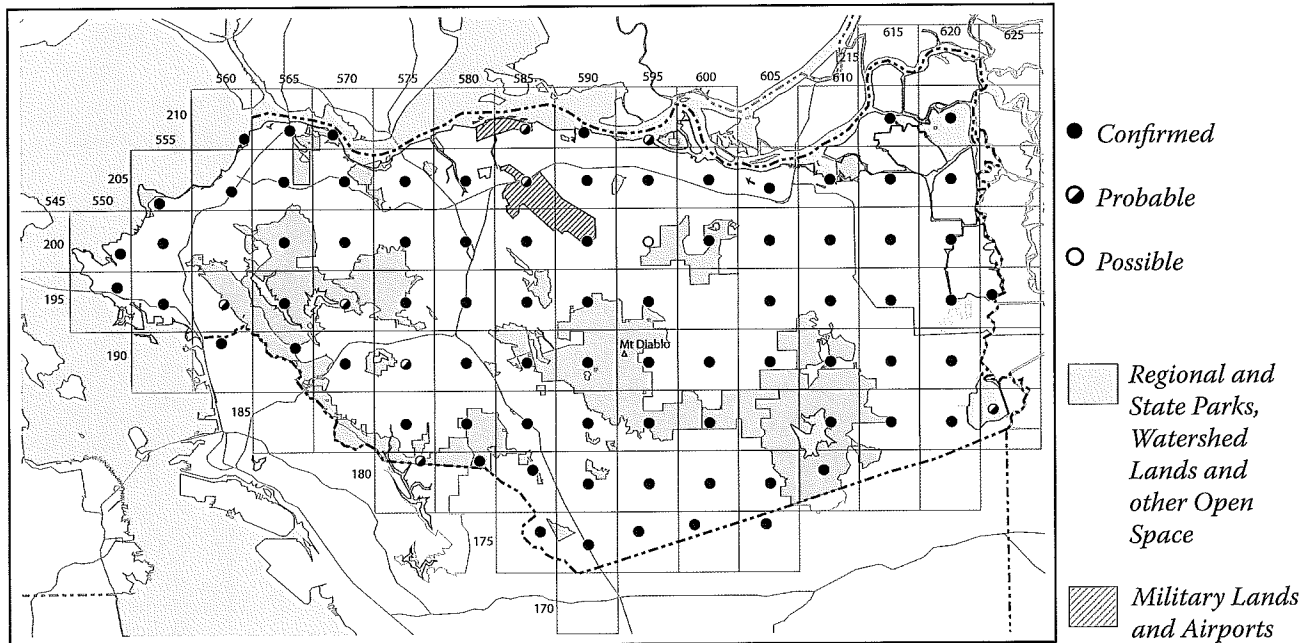 615
620
625
215
560
565
570
575
580
585
590
595
600
605
610
210
555
205
545
550
200
195
190
Mt Diablo
185
180
175
170
Confirmed
Probable
Possible
Regional and
State Parks,
Watershed
Lands and
other Open
Space
Military Lands
and Airports